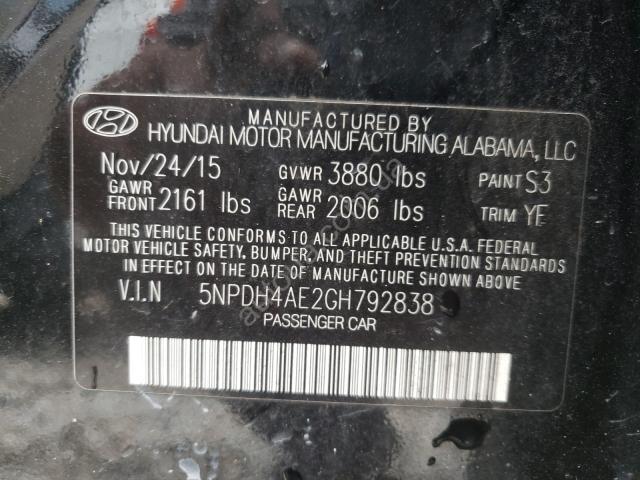 MANUFACTURED BY
HYUNDAI MOTOR MANUFACTURING ALABAMA, LLC
Nov/24/15 GVWR 3880 lbs PAINT S3
GAWR FRONT 2161 lbs GAWR REAR 2006 lbs TRIM YF
THIS VEHICLE CONFORMS TO ALL APPLICABLE U.S.A. FEDERAL
MOTOR VEHICLE SAFETY, BUMPER, AND THEFT PREVENTION STANDARDS
IN EFFECT ON THE DATE OF MANUFACTURE SHOWN ABOVE
V.I.N 5NPDH4AE2GH792838
PASSENGER CAR